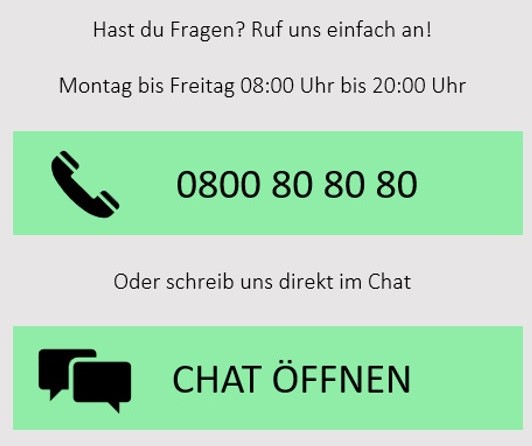 Hast du Fragen? Ruf uns einfach an!
Montag bis Freitag 08:00 Uhr bis 20:00 Uhr
0800 80 80 80
Oder schreib uns direkt im Chat
CHAT ÖFFNEN